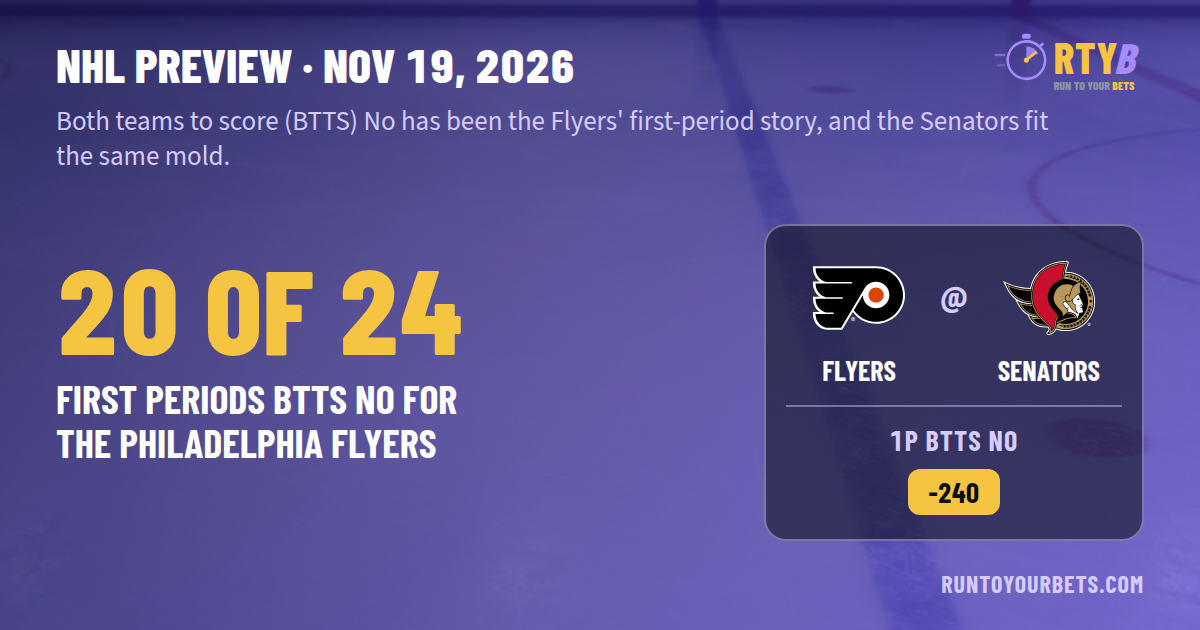 NHL PREVIEW · NOV 19, 2026
RTYB
RUN TO YOUR BETS
Both teams to score (BTTS) No has been the Flyers' first-period story, and the Senators fit
the same mold.
20 OF 24
FIRST PERIODS BTTS NO FOR
THE PHILADELPHIA FLYERS
@
FLYERS
SENATORS
1P BTTS NO
-240
RUNTOYOURBETS.COM